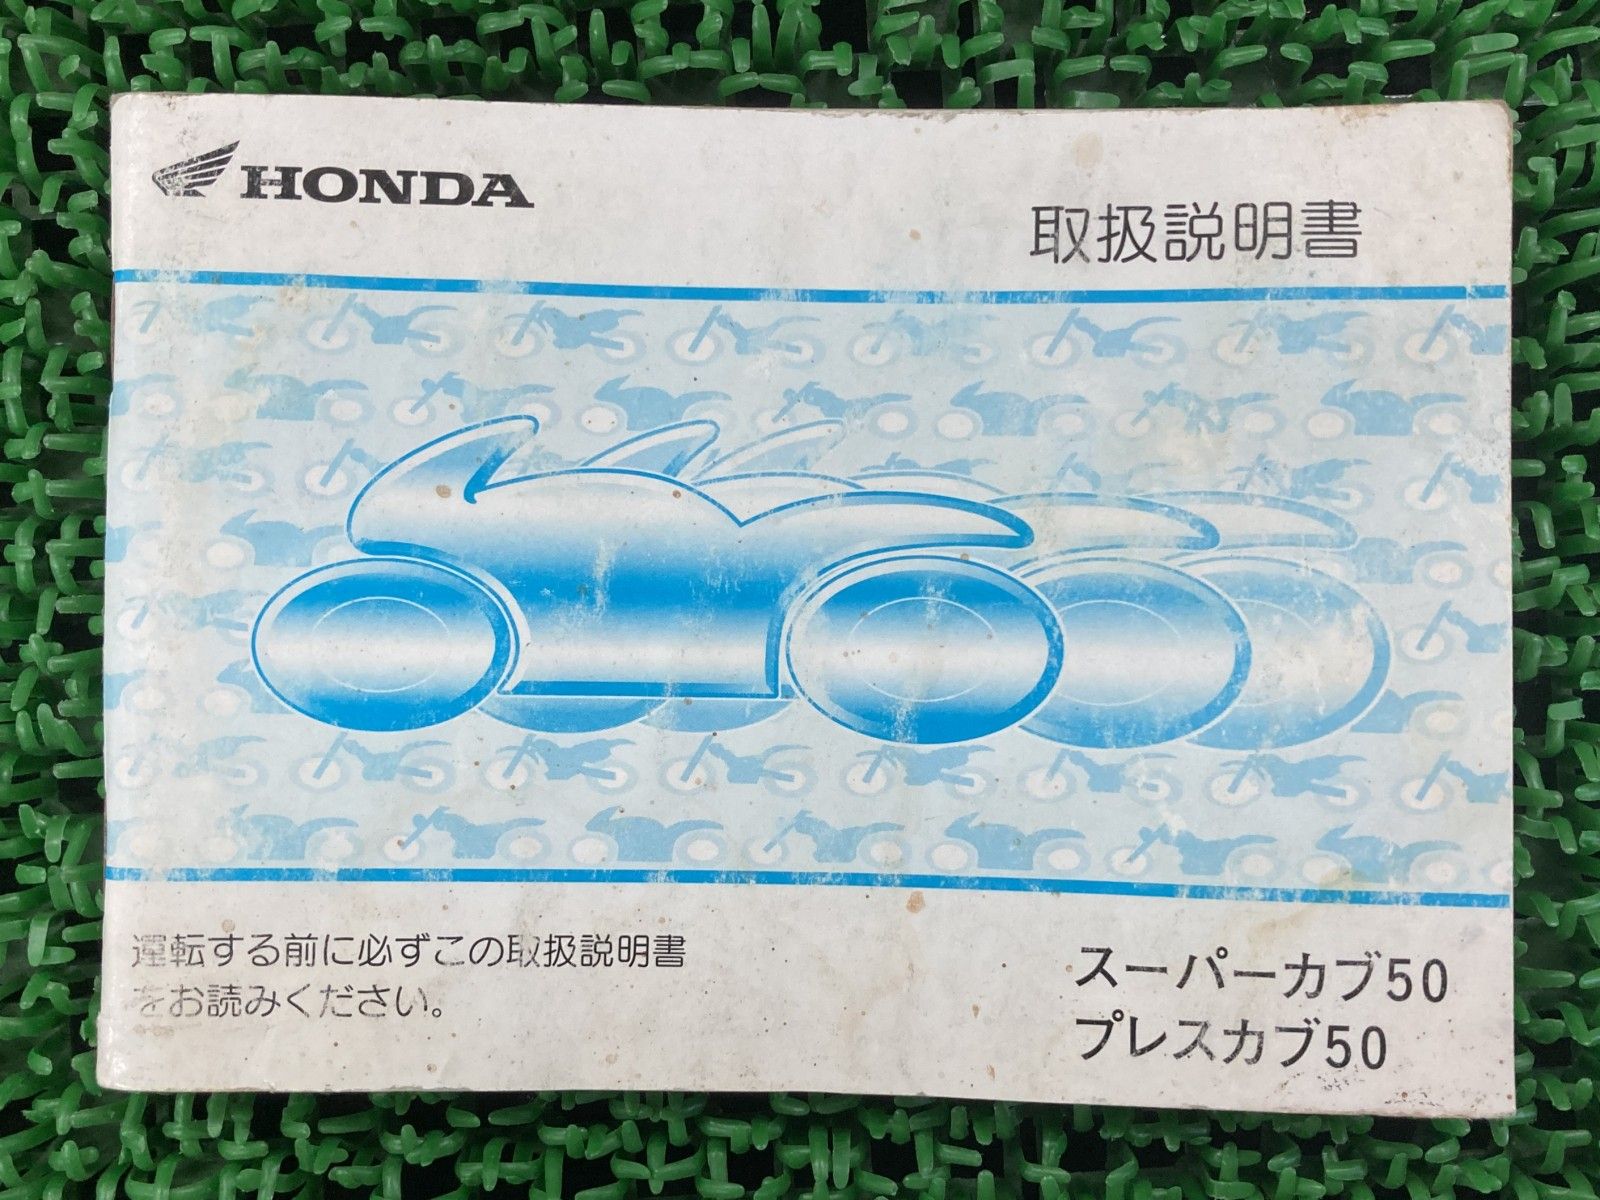 HONDA
取扱説明書
運転する前に必ずこの取扱説明書
をお読みください。
スーパーカブ50
プレスカブ50